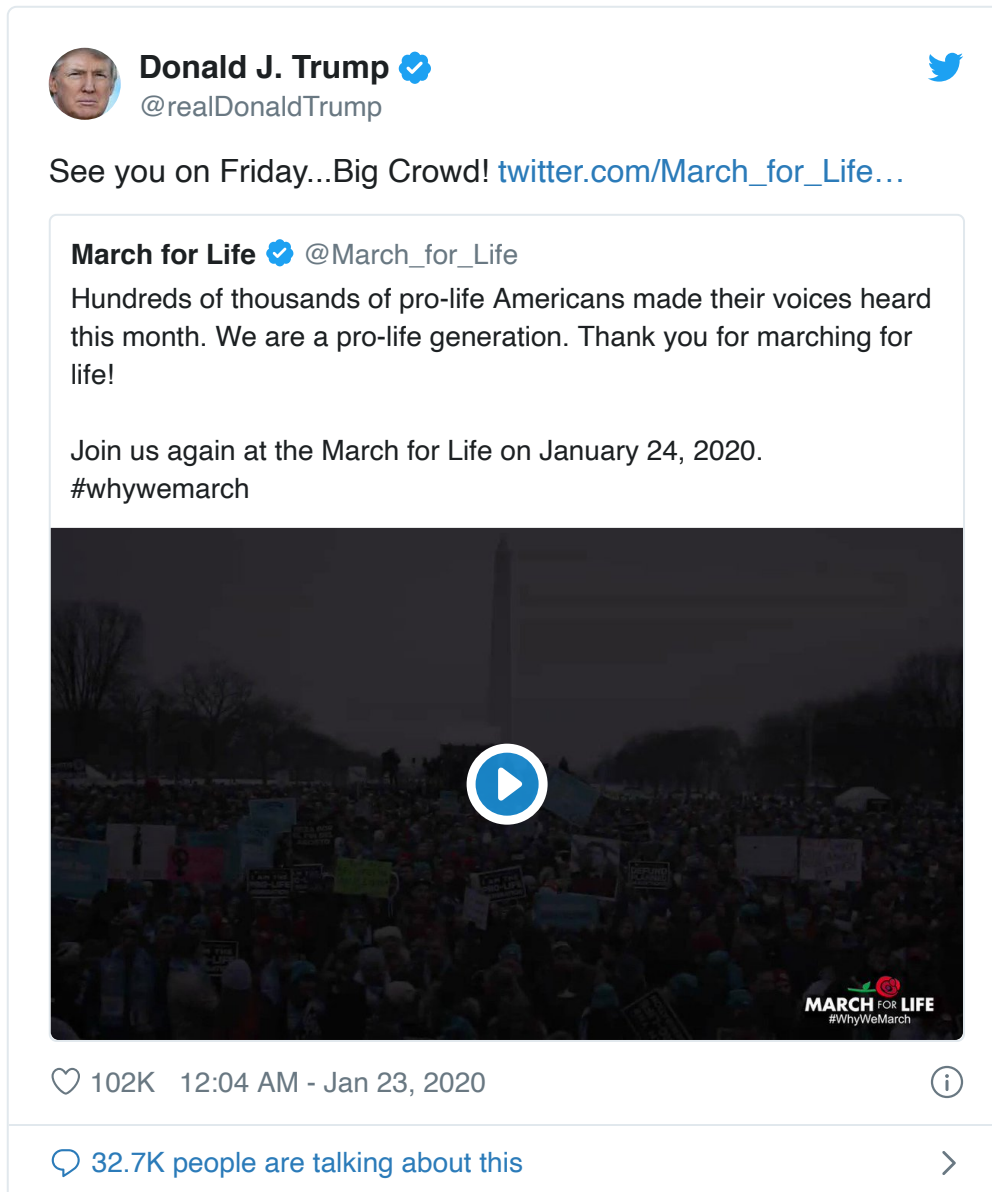 Donald J. Trump
@realDonaldTrump
See you on Friday...Big Crowd! twitter.com/March_for_Life…
March for Life @March_for_Life
Hundreds of thousands of pro-life Americans made their voices heard
this month. We are a pro-life generation. Thank you for marching for
life!
Join us again at the March for Life on January 24, 2020.
#whywemarch
MARCH FOR LIFE
#WhyWeMarch
102K 12:04 AM - Jan 23, 2020
32.7K people are talking about this